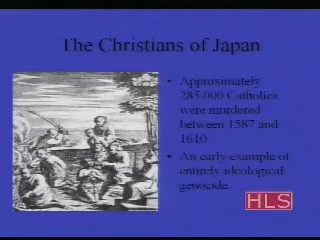 The Christians of Japan
• Approximately
285 000 Catholics
were murdered
between 1587 and
1610.
• An early example of
entirely ideological
genocide.
HLS